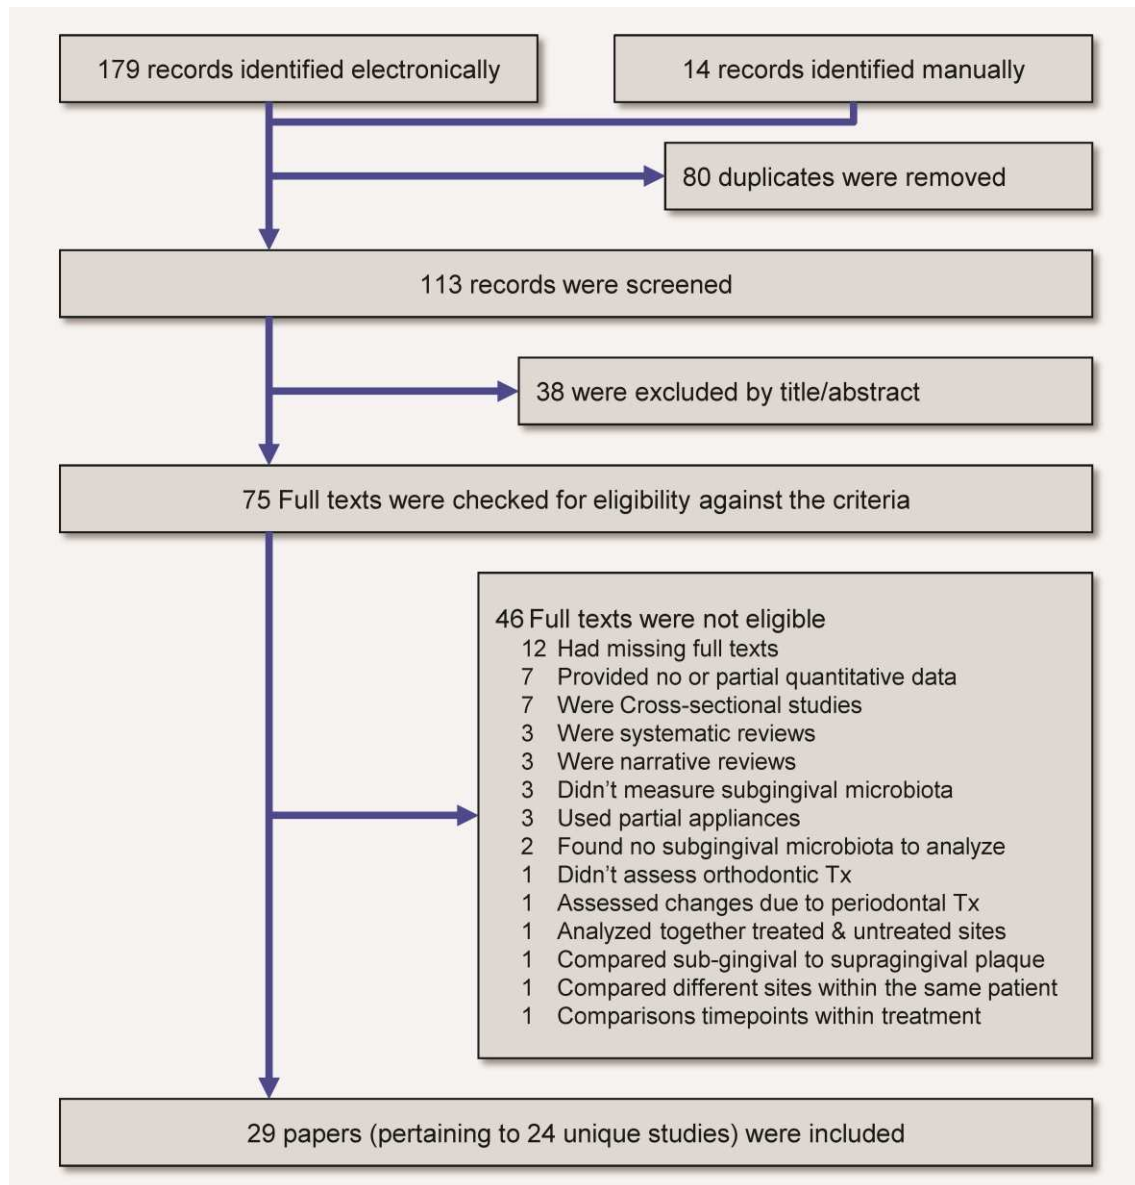 179 records identified electronically
14 records identified manually
80 duplicates were removed
113 records were screened
38 were excluded by title/abstract
75 Full texts were checked for eligibility against the criteria
46 Full texts were not eligible
12 Had missing full texts
7 Provided no or partial quantitative data
7 Were Cross-sectional studies
3 Were systematic reviews
3 Were narrative reviews
3 Didn’t measure subgingival microbiota
3 Used partial appliances
2 Found no subgingival microbiota to analyze
1 Didn’t assess orthodontic Tx
1 Assessed changes due to periodontal Tx
1 Analyzed together treated & untreated sites
1 Compared sub-gingival to supragingival plaque
1 Compared different sites within the same patient
1 Comparisons timepoints within treatment
29 papers (pertaining to 24 unique studies) were included